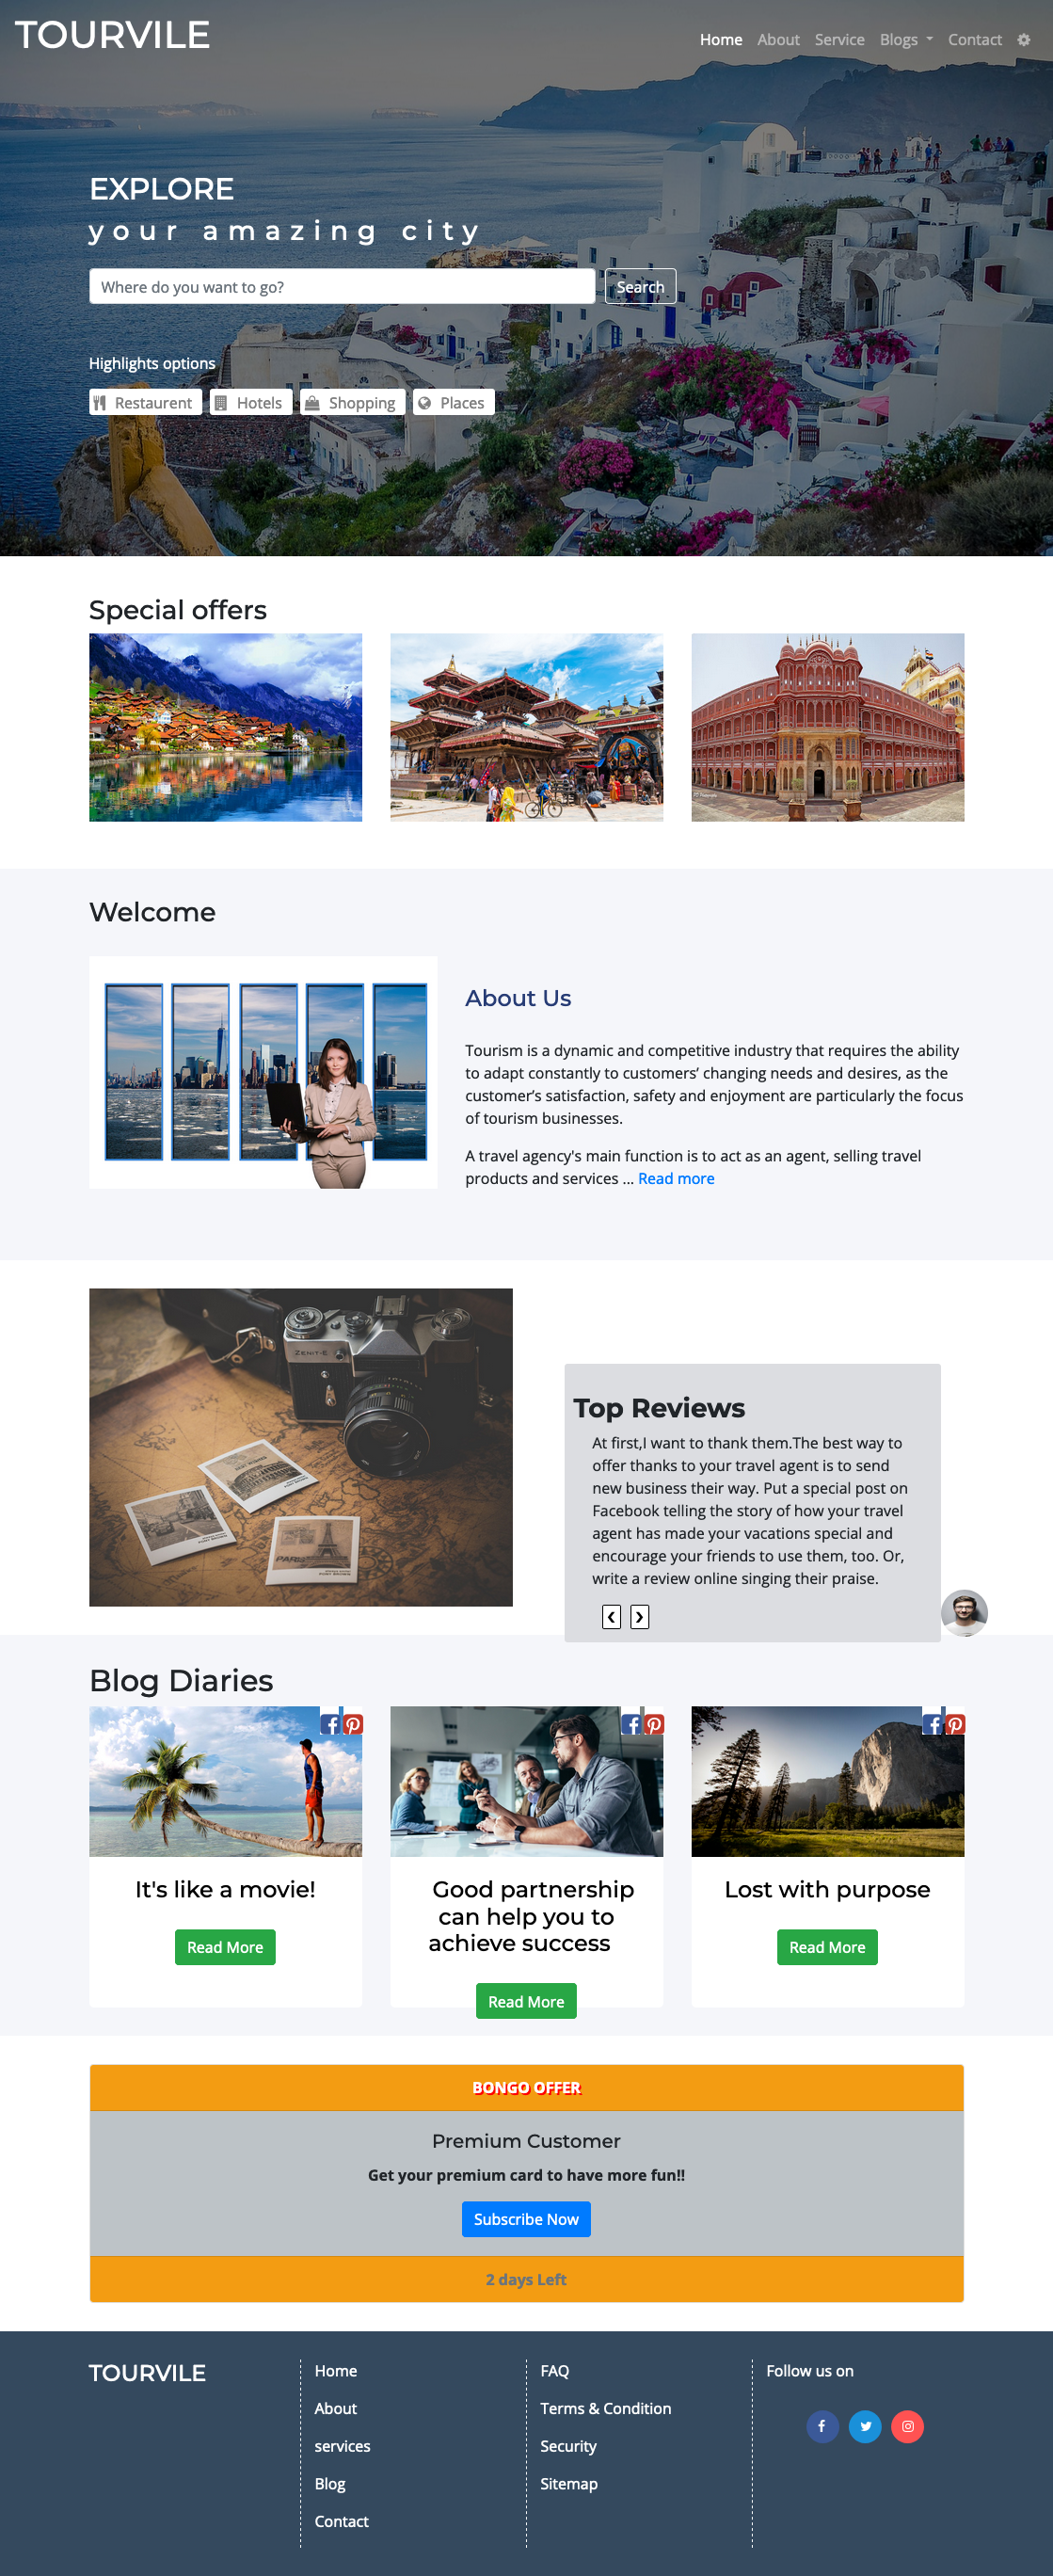 TOURVILE
Home About Service Blogs Contact
EXPLORE
your amazing city
Where do you want to go?
Search
Highlights options
Restaurent Hotels Shopping Places
Special offers
Welcome
About Us
Tourism is a dynamic and competitive industry that requires the ability
to adapt constantly to customers’ changing needs and desires, as the
customer’s satisfaction, safety and enjoyment are particularly the focus
of tourism businesses.
A travel agency's main function is to act as an agent, selling travel
products and services ... Read more
ZENIT-E
PARIS
Top Reviews
At first,I want to thank them.The best way to
offer thanks to your travel agent is to send
new business their way. Put a special post on
Facebook telling the story of how your travel
agent has made your vacations special and
encourage your friends to use them, too. Or,
write a review online singing their praise.
Blog Diaries
It's like a movie!
Read More
Good partnership
can help you to
achieve success
Read More
Lost with purpose
Read More
BONGO OFFER
Premium Customer
Get your premium card to have more fun!!
Subscribe Now
2 days Left
TOURVILE
Home
About
services
Blog
Contact
FAQ
Terms & Condition
Security
Sitemap
Follow us on